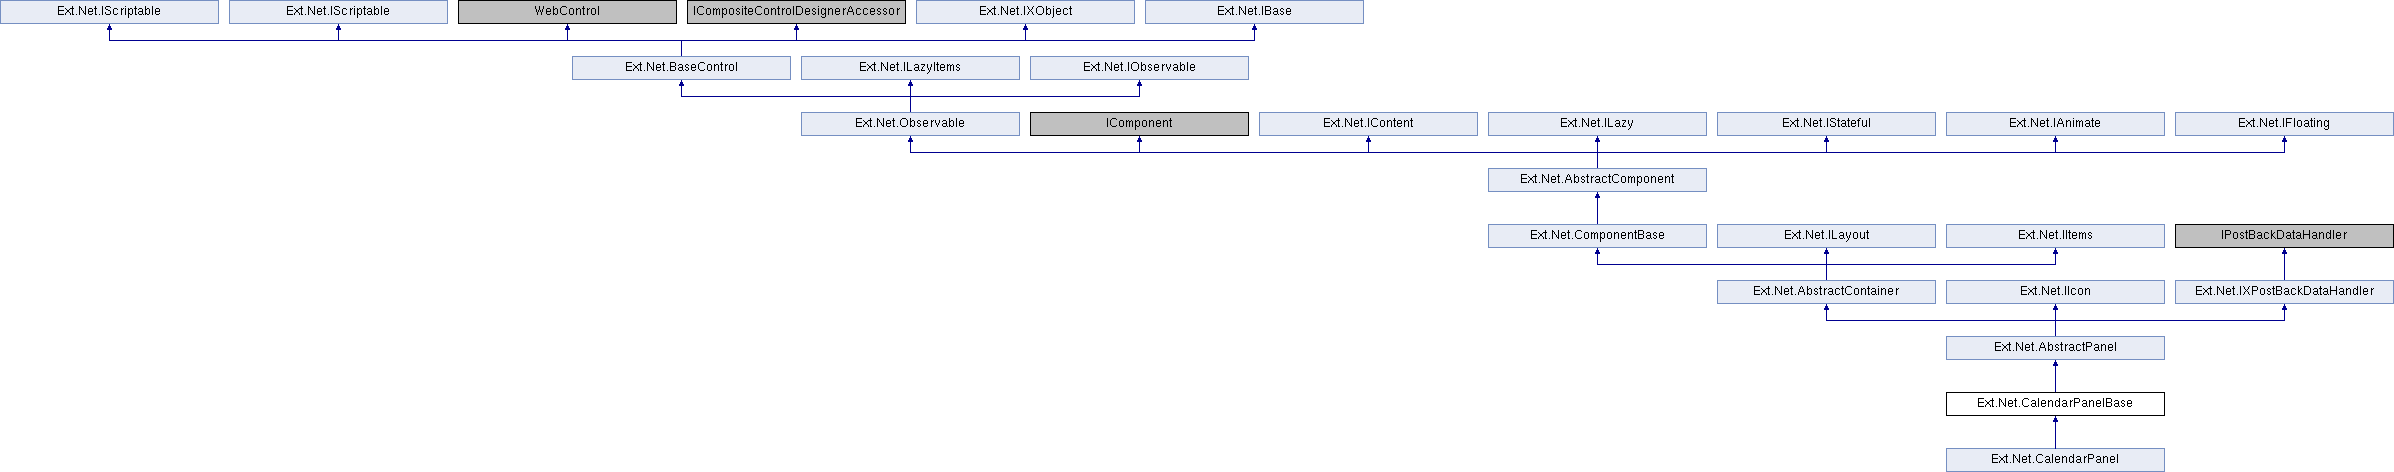 Ext.Net.IScriptable
Ext.Net.IScriptable
WebControl
ICompositeControlDesignerAccessor
Ext.Net.IXObject
Ext.Net.IBase
Ext.Net.BaseControl
Ext.Net.ILazyItems
Ext.Net.IObservable
Ext.Net.Observable
IComponent
Ext.Net.IContent
Ext.Net.ILazy
Ext.Net.IStateful
Ext.Net.IAnimate
Ext.Net.IFloating
Ext.Net.AbstractComponent
Ext.Net.ComponentBase
Ext.Net.ILayout
Ext.Net.IItems
IPostBackDataHandler
Ext.Net.AbstractContainer
Ext.Net.IIcon
Ext.Net.IXPostBackDataHandler
Ext.Net.AbstractPanel
Ext.Net.CalendarPanelBase
Ext.Net.CalendarPanel